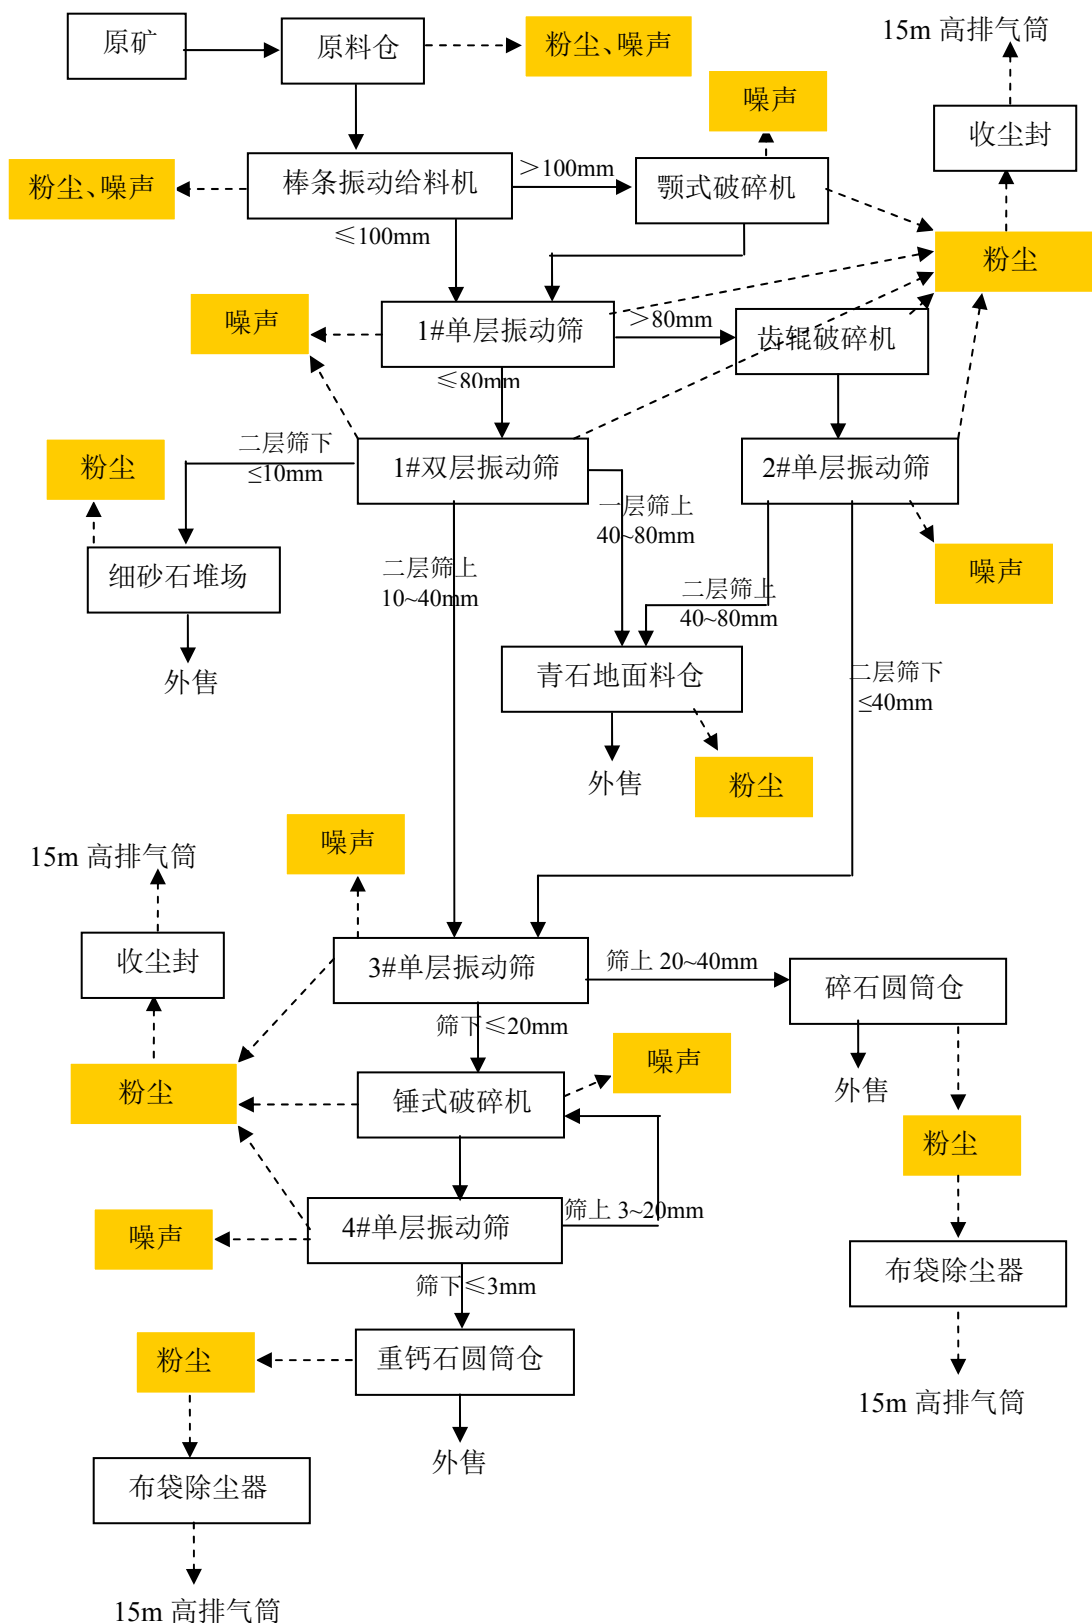 原矿
原料仓
粉尘、噪声
15m 高排气筒
噪声
收尘封
粉尘、噪声
棒条振动给料机
＞100mm
颚式破碎机
≤100mm
粉尘
噪声
1#单层振动筛
＞80mm
齿辊破碎机
≤80mm
粉尘
二层筛下
≤10mm
1#双层振动筛
2#单层振动筛
一层筛上
40~80mm
噪声
细砂石堆场
二层筛上
10~40mm
二层筛上
40~80mm
外售
青石地面料仓
二层筛下
≤40mm
外售
粉尘
噪声
15m 高排气筒
收尘封
3#单层振动筛
筛上 20~40mm
碎石圆筒仓
筛下≤20mm
噪声
粉尘
锤式破碎机
外售
粉尘
噪声
4#单层振动筛
筛上 3~20mm
布袋除尘器
筛下≤3mm
粉尘
重钙石圆筒仓
15m 高排气筒
外售
布袋除尘器
15m 高排气筒